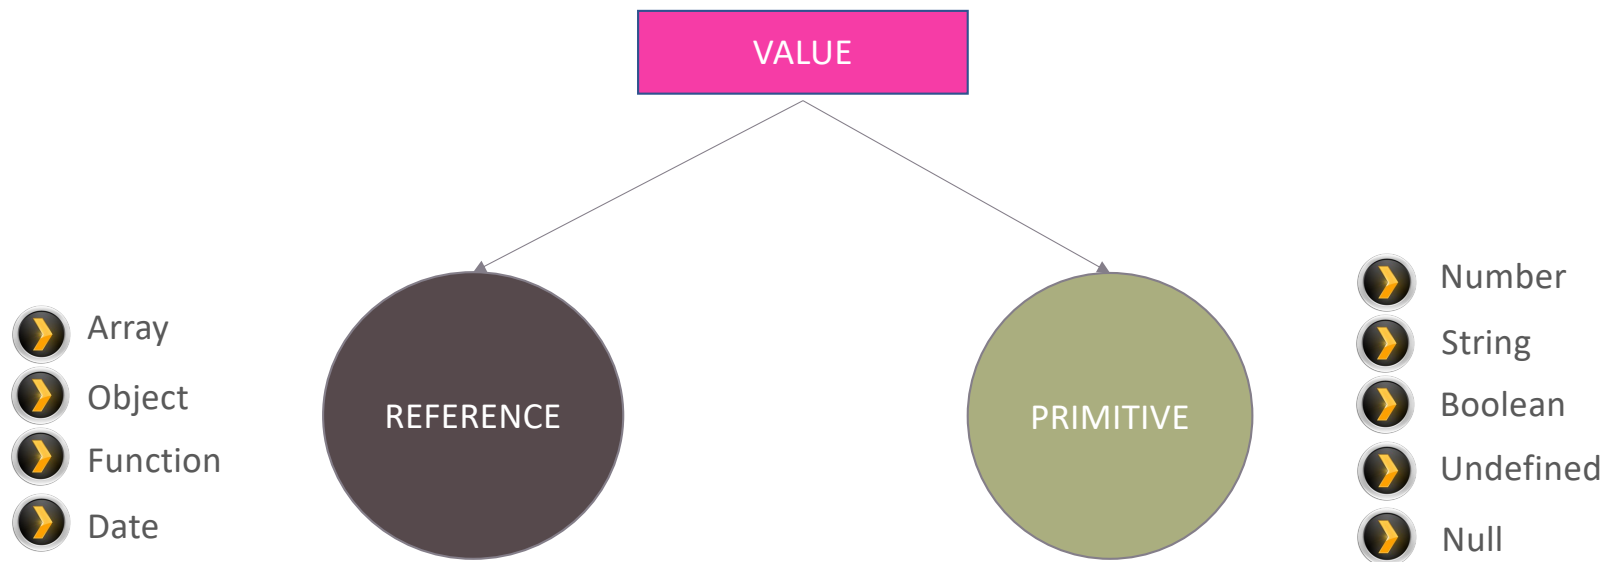 VALUE
REFERENCE
PRIMITIVE
Array
Object
Function
Date
Number
String
Boolean
Undefined
Null